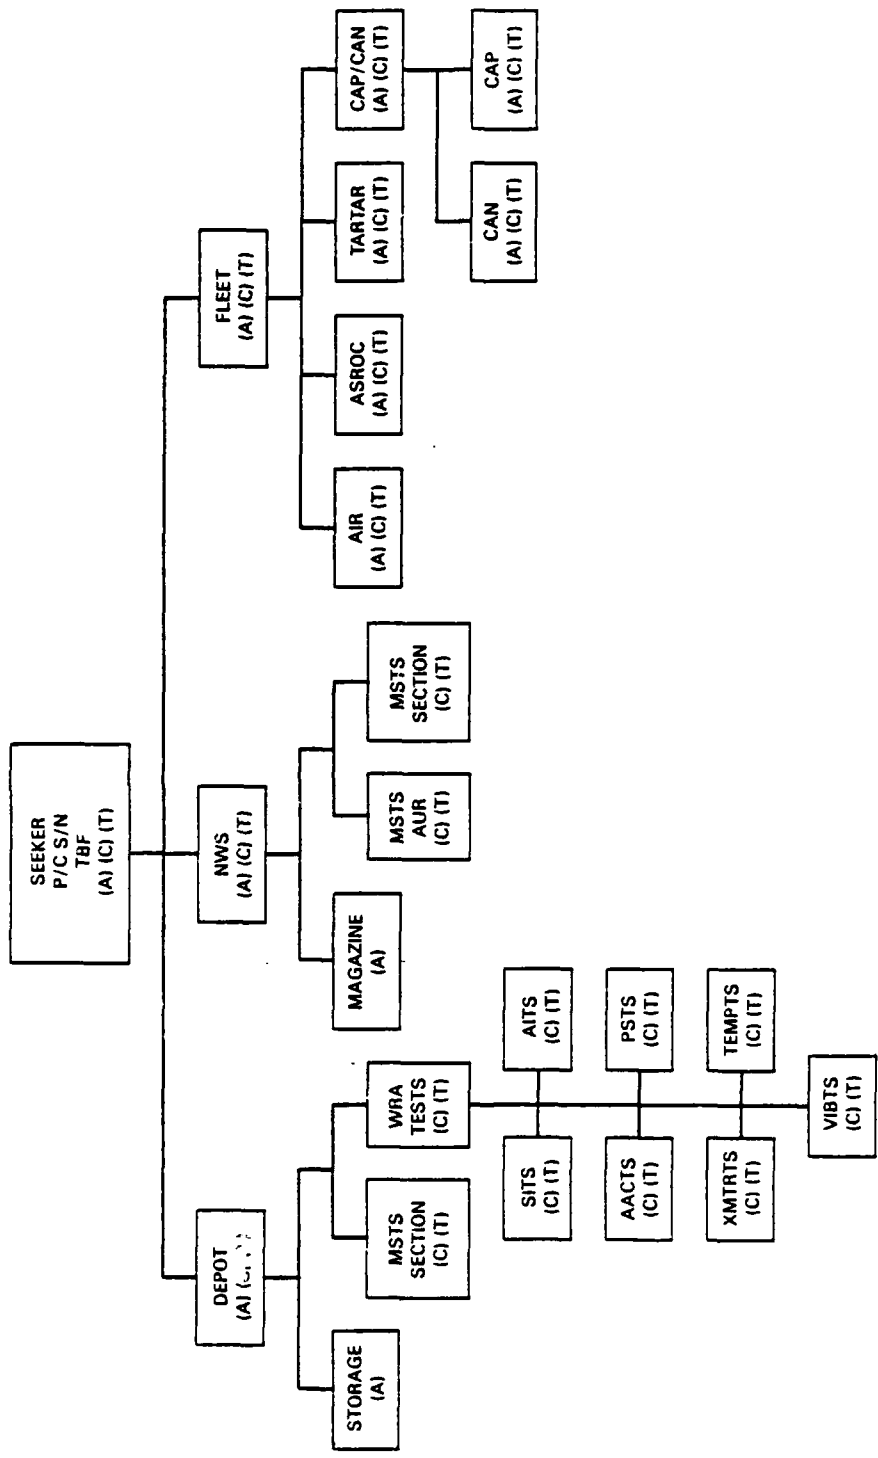 SEEKER
P/C S/N
TBF
(A) (C) (T)
DEPOT
(A)
NWS
(A) (C) (T)
FLEET
(A) (C) (T)
STORAGE
(A)
MSTS
SECTION
(C) (T)
WRA
TESTS
(C) (T)
MAGAZINE
(A)
MSTS
AUR
(C) (T)
MSTS
SECTION
(C) (T)
AIR
(A) (C) (T)
ASROC
(A) (C) (T)
TARTAR
(A) (C) (T)
CAP/CAN
(A) (C) (T)
CAN
(A) (C) (T)
CAP
(A) (C) (T)
SITS
(C) (T)
AITS
(C) (T)
AACTS
(C) (T)
PSTS
(C) (T)
XMTRTS
(C) (T)
TEMPTS
(C) (T)
VIBTS
(C) (T)